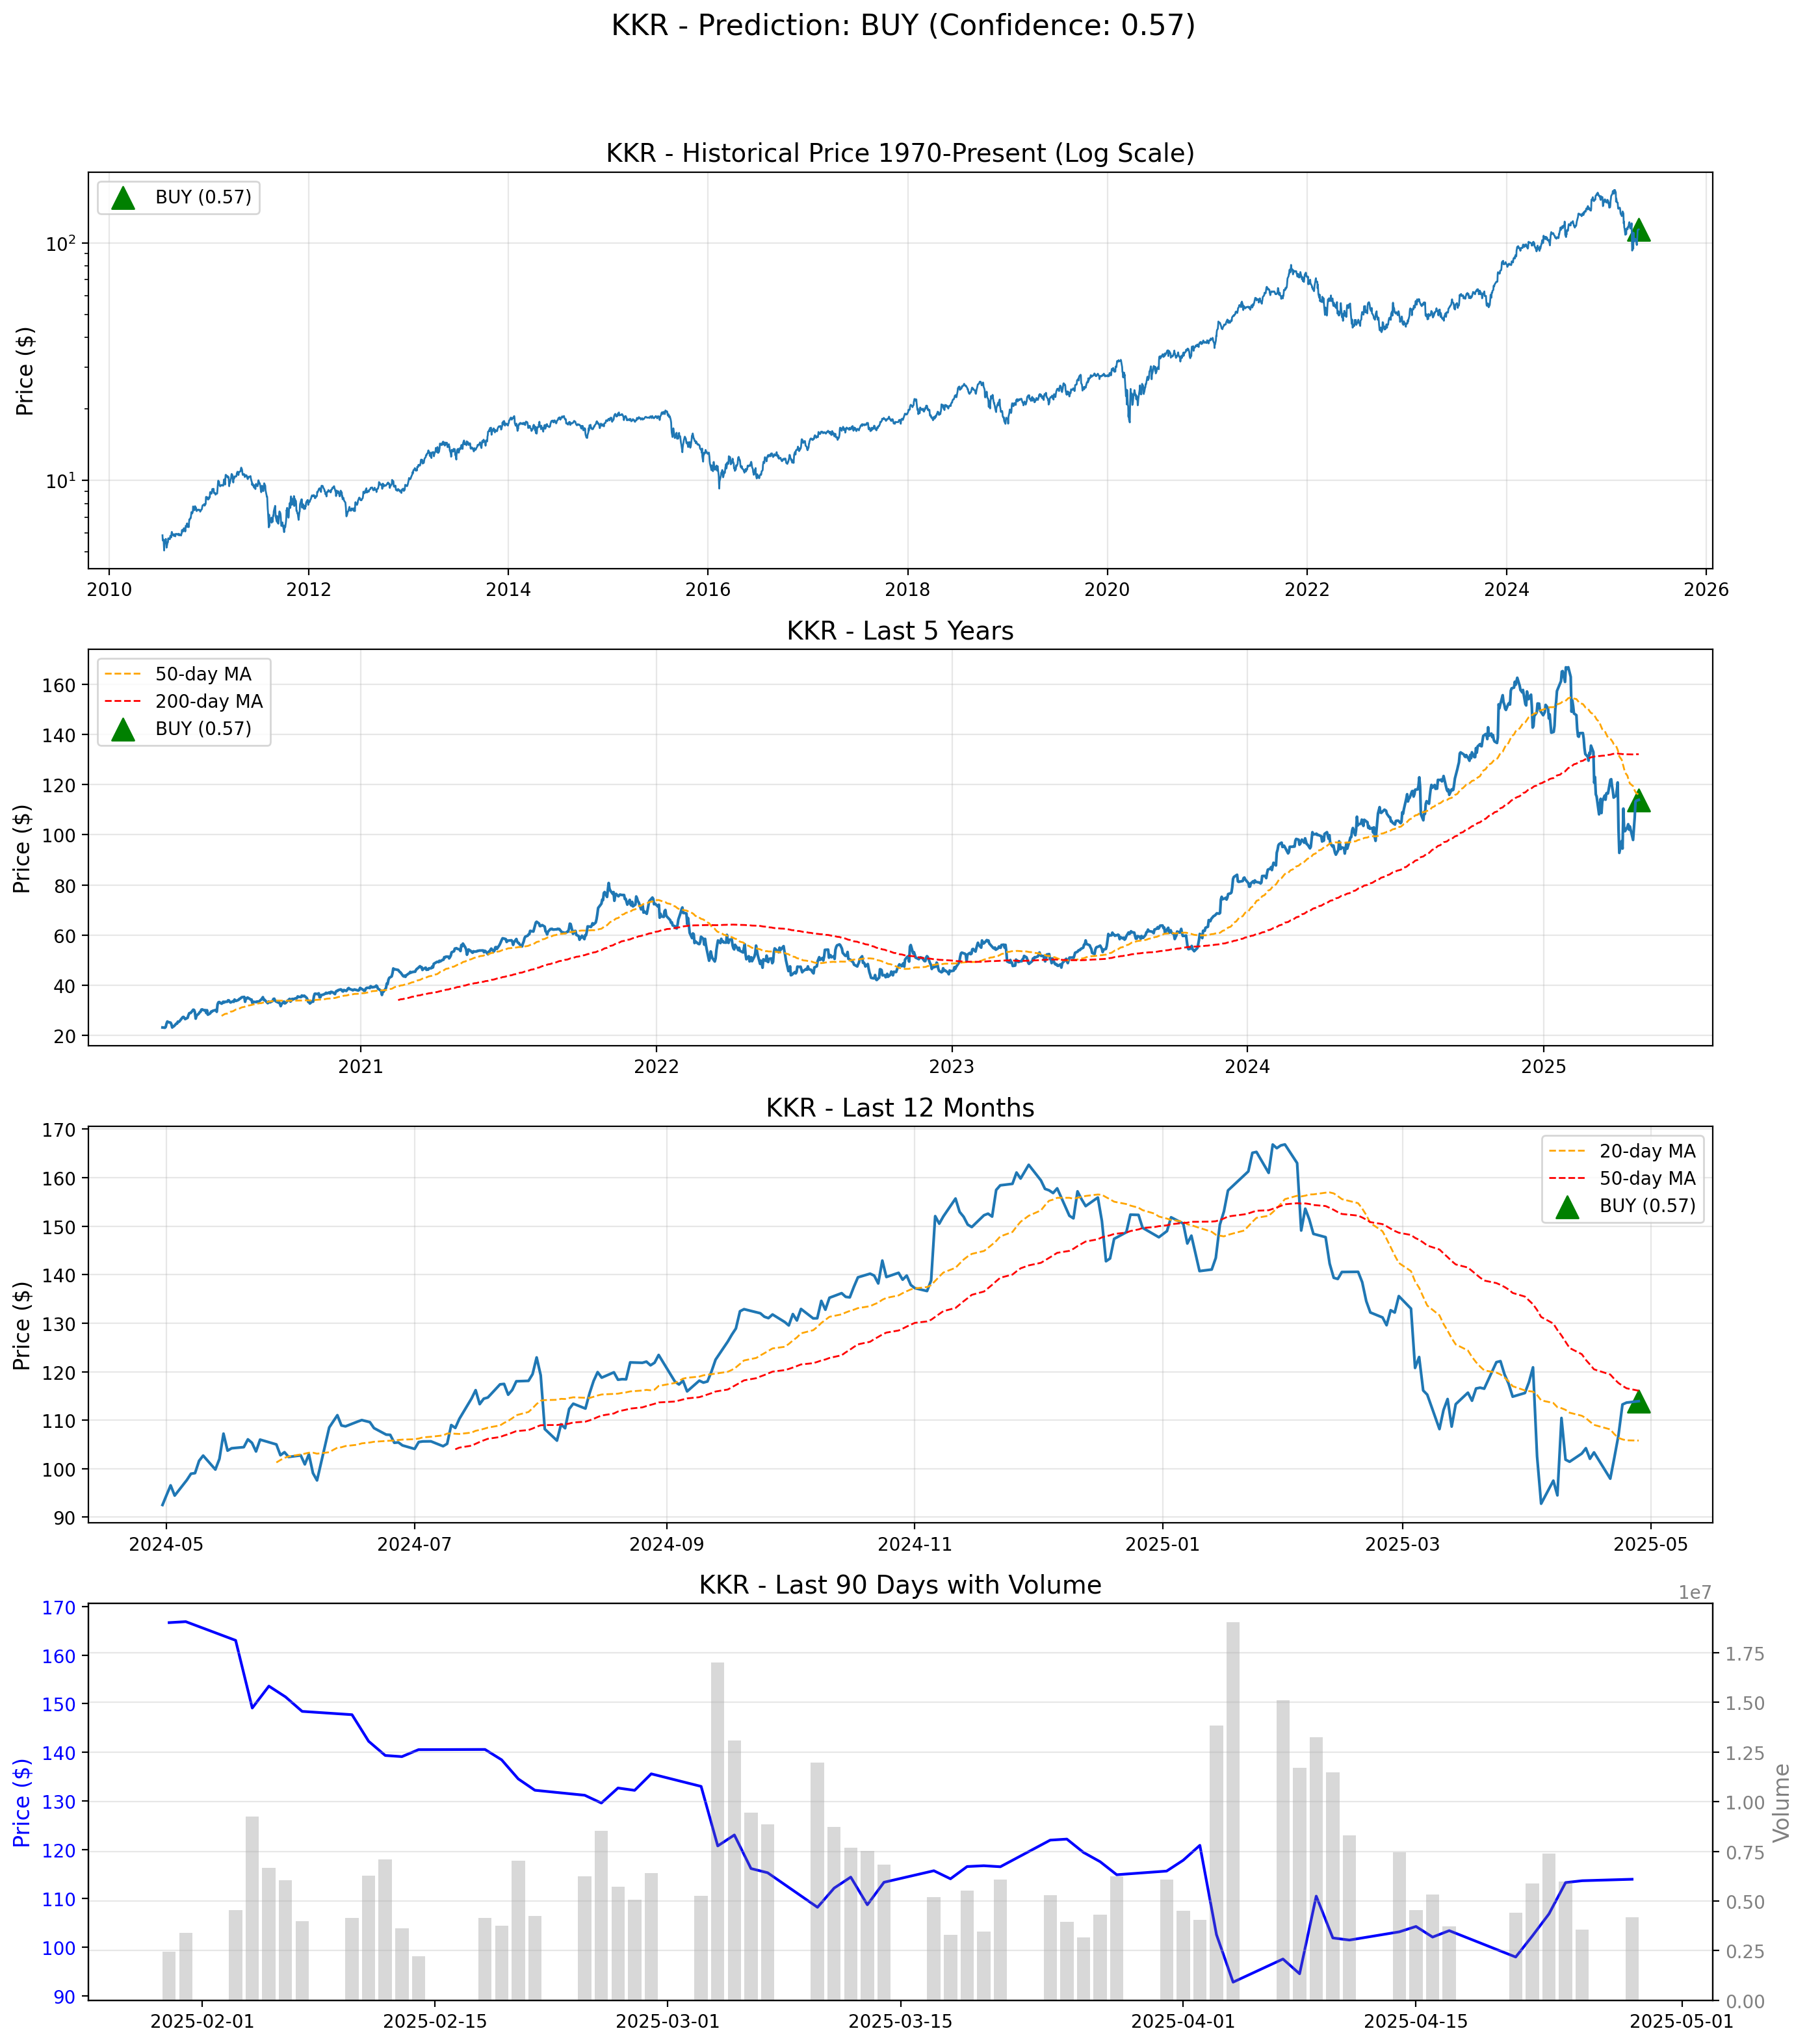 KKR - Prediction: BUY (Confidence: 0.57)
KKR - Historical Price 1970-Present (Log Scale)
BUY (0.57)
Price ($)
10²
10¹
2010 2012 2014 2016 2018 2020 2022 2024 2026
KKR - Last 5 Years
50-day MA
200-day MA
BUY (0.57)
Price ($)
160
140
120
100
80
60
40
20
2021 2022 2023 2024 2025
KKR - Last 12 Months
20-day MA
50-day MA
BUY (0.57)
Price ($)
170
160
150
140
130
120
110
100
90
2024-05 2024-07 2024-09 2024-11 2025-01 2025-03 2025-05
KKR - Last 90 Days with Volume
1e7
Price ($)
170
160
150
140
130
120
110
100
90
1.75
1.50
1.25
1.00
0.75
0.50
0.25
0.00
Volume
2025-02-01 2025-02-15 2025-03-01 2025-03-15 2025-04-01 2025-04-15 2025-05-01